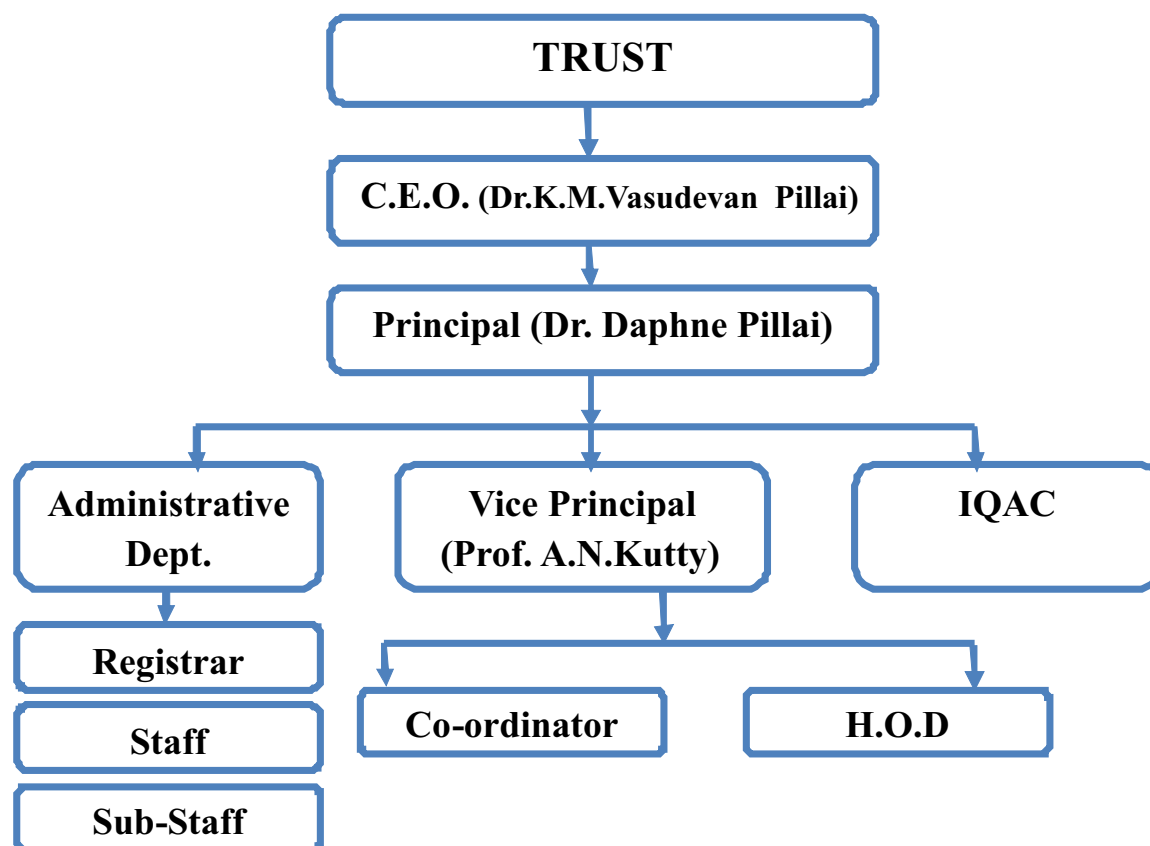 TRUST
C.E.O. (Dr.K.M.Vasudevan Pillai)
Principal (Dr. Daphne Pillai)
Administrative
Dept.
Vice Principal
(Prof. A.N.Kutty)
IQAC
Registrar
Staff
Sub-Staff
Co-ordinator
H.O.D